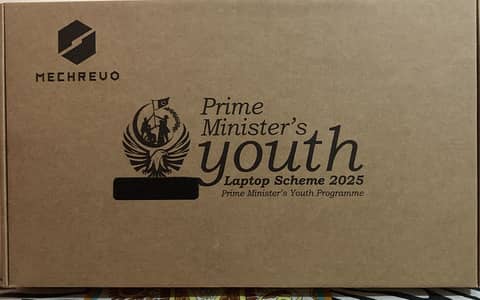 MECHREVO
Prime
Minister's
youth
Laptop Scheme 2025
Prime Minister's Youth Programme